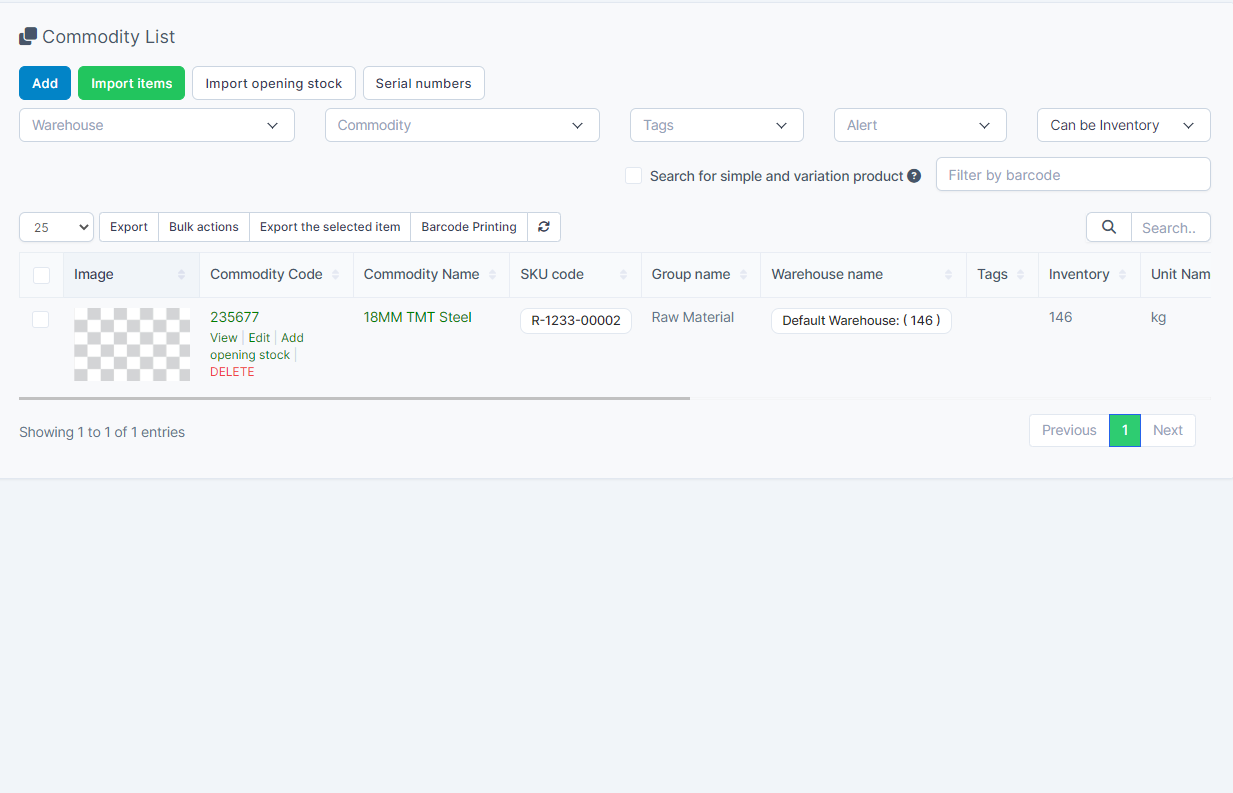 Commodity List
Add Import items Import opening stock Serial numbers
Warehouse Commodity Tags Alert Can be Inventory
Search for simple and variation product ? Filter by barcode
25 Export Bulk actions Export the selected item Barcode Printing Search..
Image Commodity Code Commodity Name SKU code Group name Warehouse name Tags Inventory Unit Nam
235677 18MM TMT Steel R-1233-00002 Raw Material Default Warehouse: ( 146 ) 146 kg
View | Edit | Add
opening stock |
DELETE
Showing 1 to 1 of 1 entries Previous 1 Next